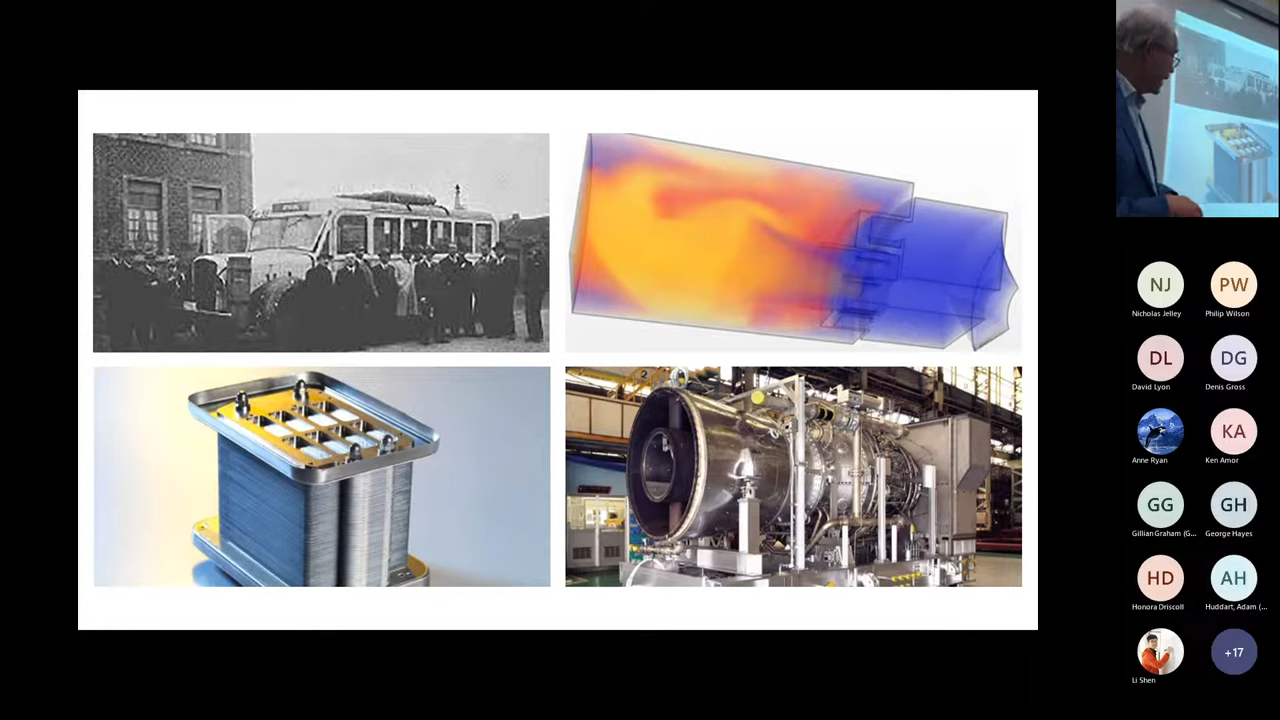 NJ
PW
Nicholas Jelley
Philip Wilson
DL
DG
David Lyon
Denis Gross
KA
Anne Ryan
Ken Amor
GG
GH
Gillian Graham (G...
George Hayes
HD
AH
Honora Driscoll
Huddart, Adam (...
+17
Li Shen